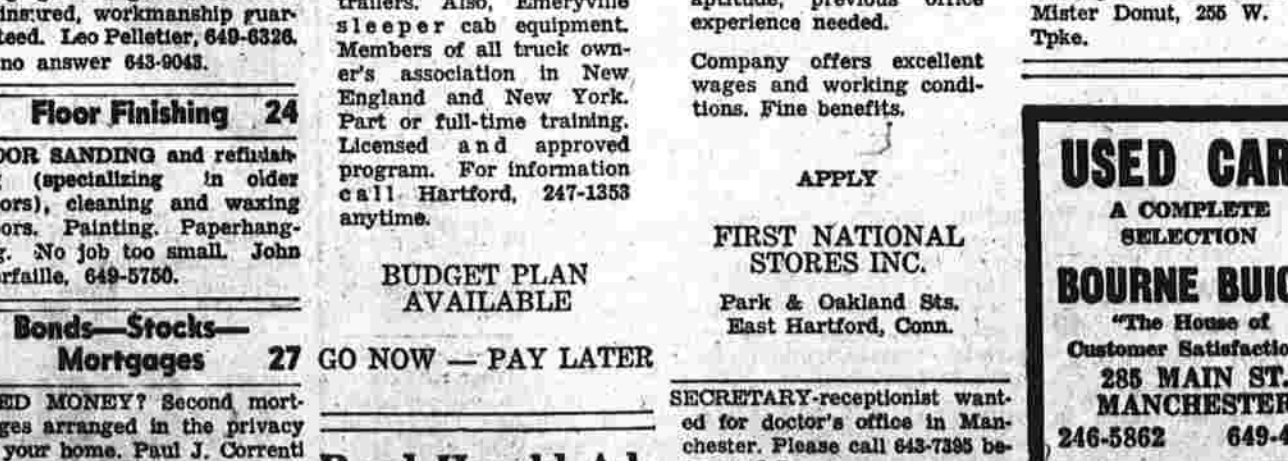 insured, workmanship guar-
teed. Leo Pelletier, 649-6326.
no answer 643-9043.
Floor Finishing 24
OOR SANDING and refinish-
(specializing in older
ors), cleaning and waxing
ors. Painting. Paperhang-
g. No job too small. John
rfaille, 649-5750.
Bonds—Stocks—
Mortgages 27
ED MONEY? Second mort-
ges arranged in the privacy
your home. Paul J. Correnti
trailers. Also, Emeryville
sleeper cab equipment.
Members of all truck own-
er's association in New
England and New York.
Part or full-time training.
Licensed and approved
program. For information
call Hartford, 247-1353
anytime.
BUDGET PLAN
AVAILABLE
GO NOW — PAY LATER
aptitude, previous office
experience needed.
Company offers excellent
wages and working condi-
tions. Fine benefits.
APPLY
FIRST NATIONAL
STORES INC.
Park & Oakland Sts.
East Hartford, Conn.
SECRETARY-receptionist want-
ed for doctor's office in Man-
chester. Please call 643-7395 be-
Mister Donut, 255 W.
Tpke.
USED CAR
A COMPLETE
SELECTION
BOURNE BUIC
"The House of
Customer Satisfactio
285 MAIN ST.
MANCHESTER
246-5862 649-4